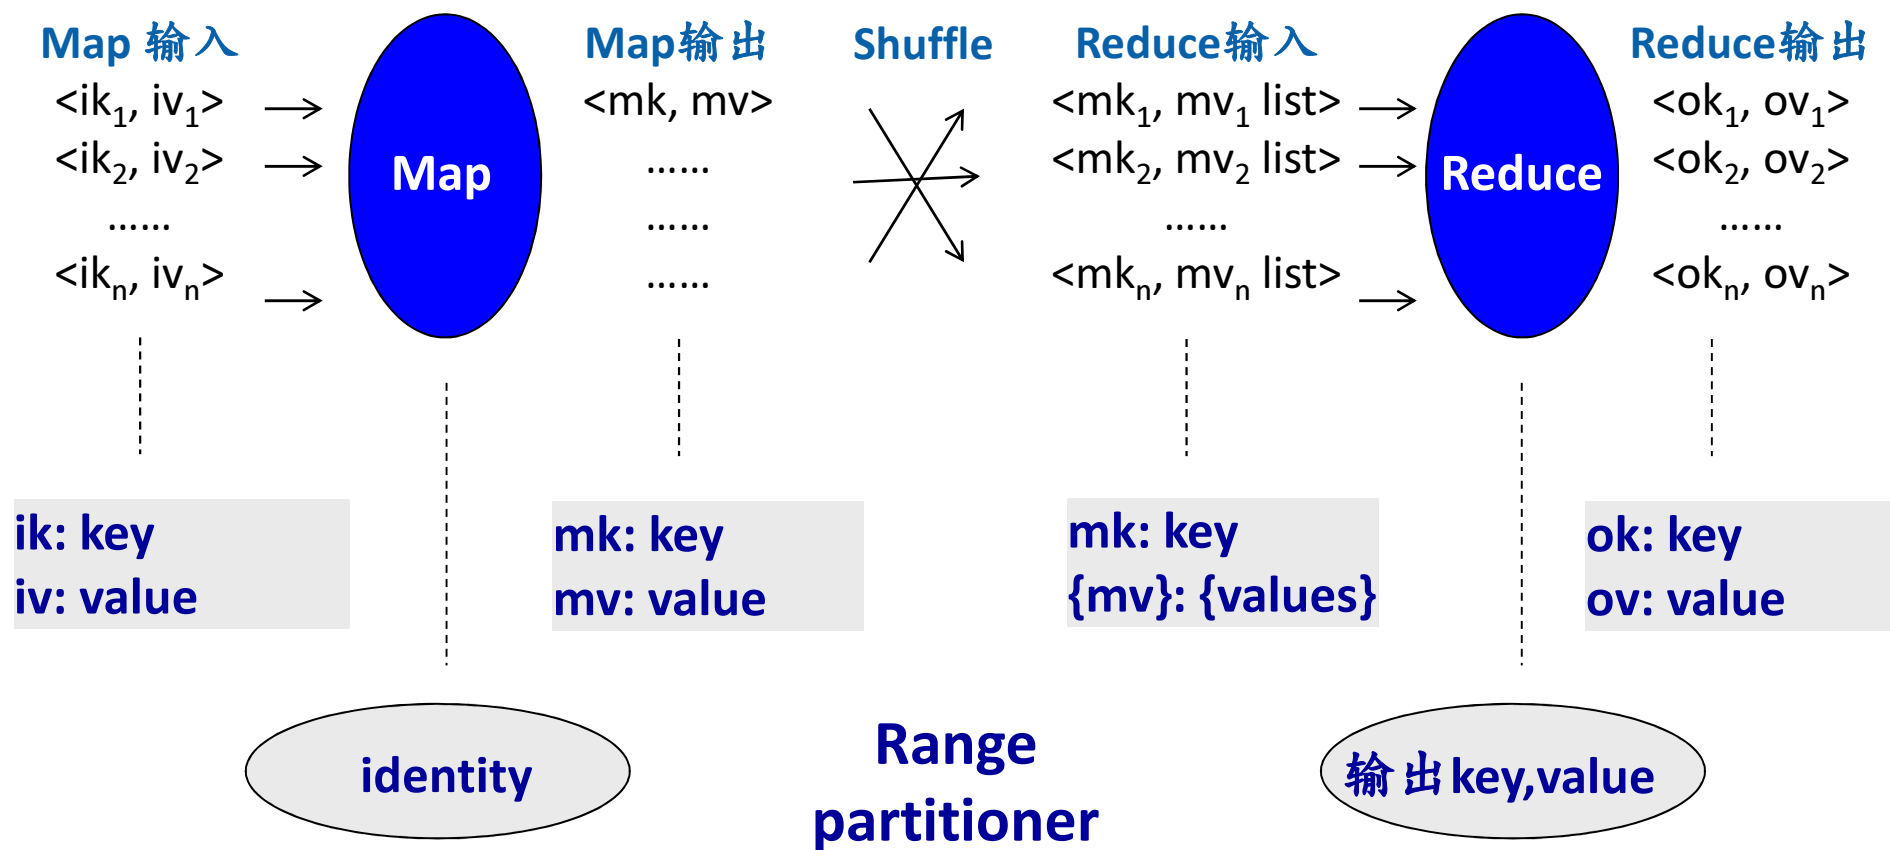 Map 输入
Map输出
Shuffle
Reduce输入
Reduce输出
<ik1, iv1>
<mk, mv>
<mk1, mv1 list>
<ok1, ov1>
<ik2, iv2>
Map
......
<mk2, mv2 list>
Reduce
<ok2, ov2>
......
......
......
......
<ikn, ivn>
......
<mkn, mvn list>
<okn, ovn>
ik: key
iv: value
mk: key
mv: value
mk: key
{mv}: {values}
ok: key
ov: value
identity
Range
partitioner
输出key,value